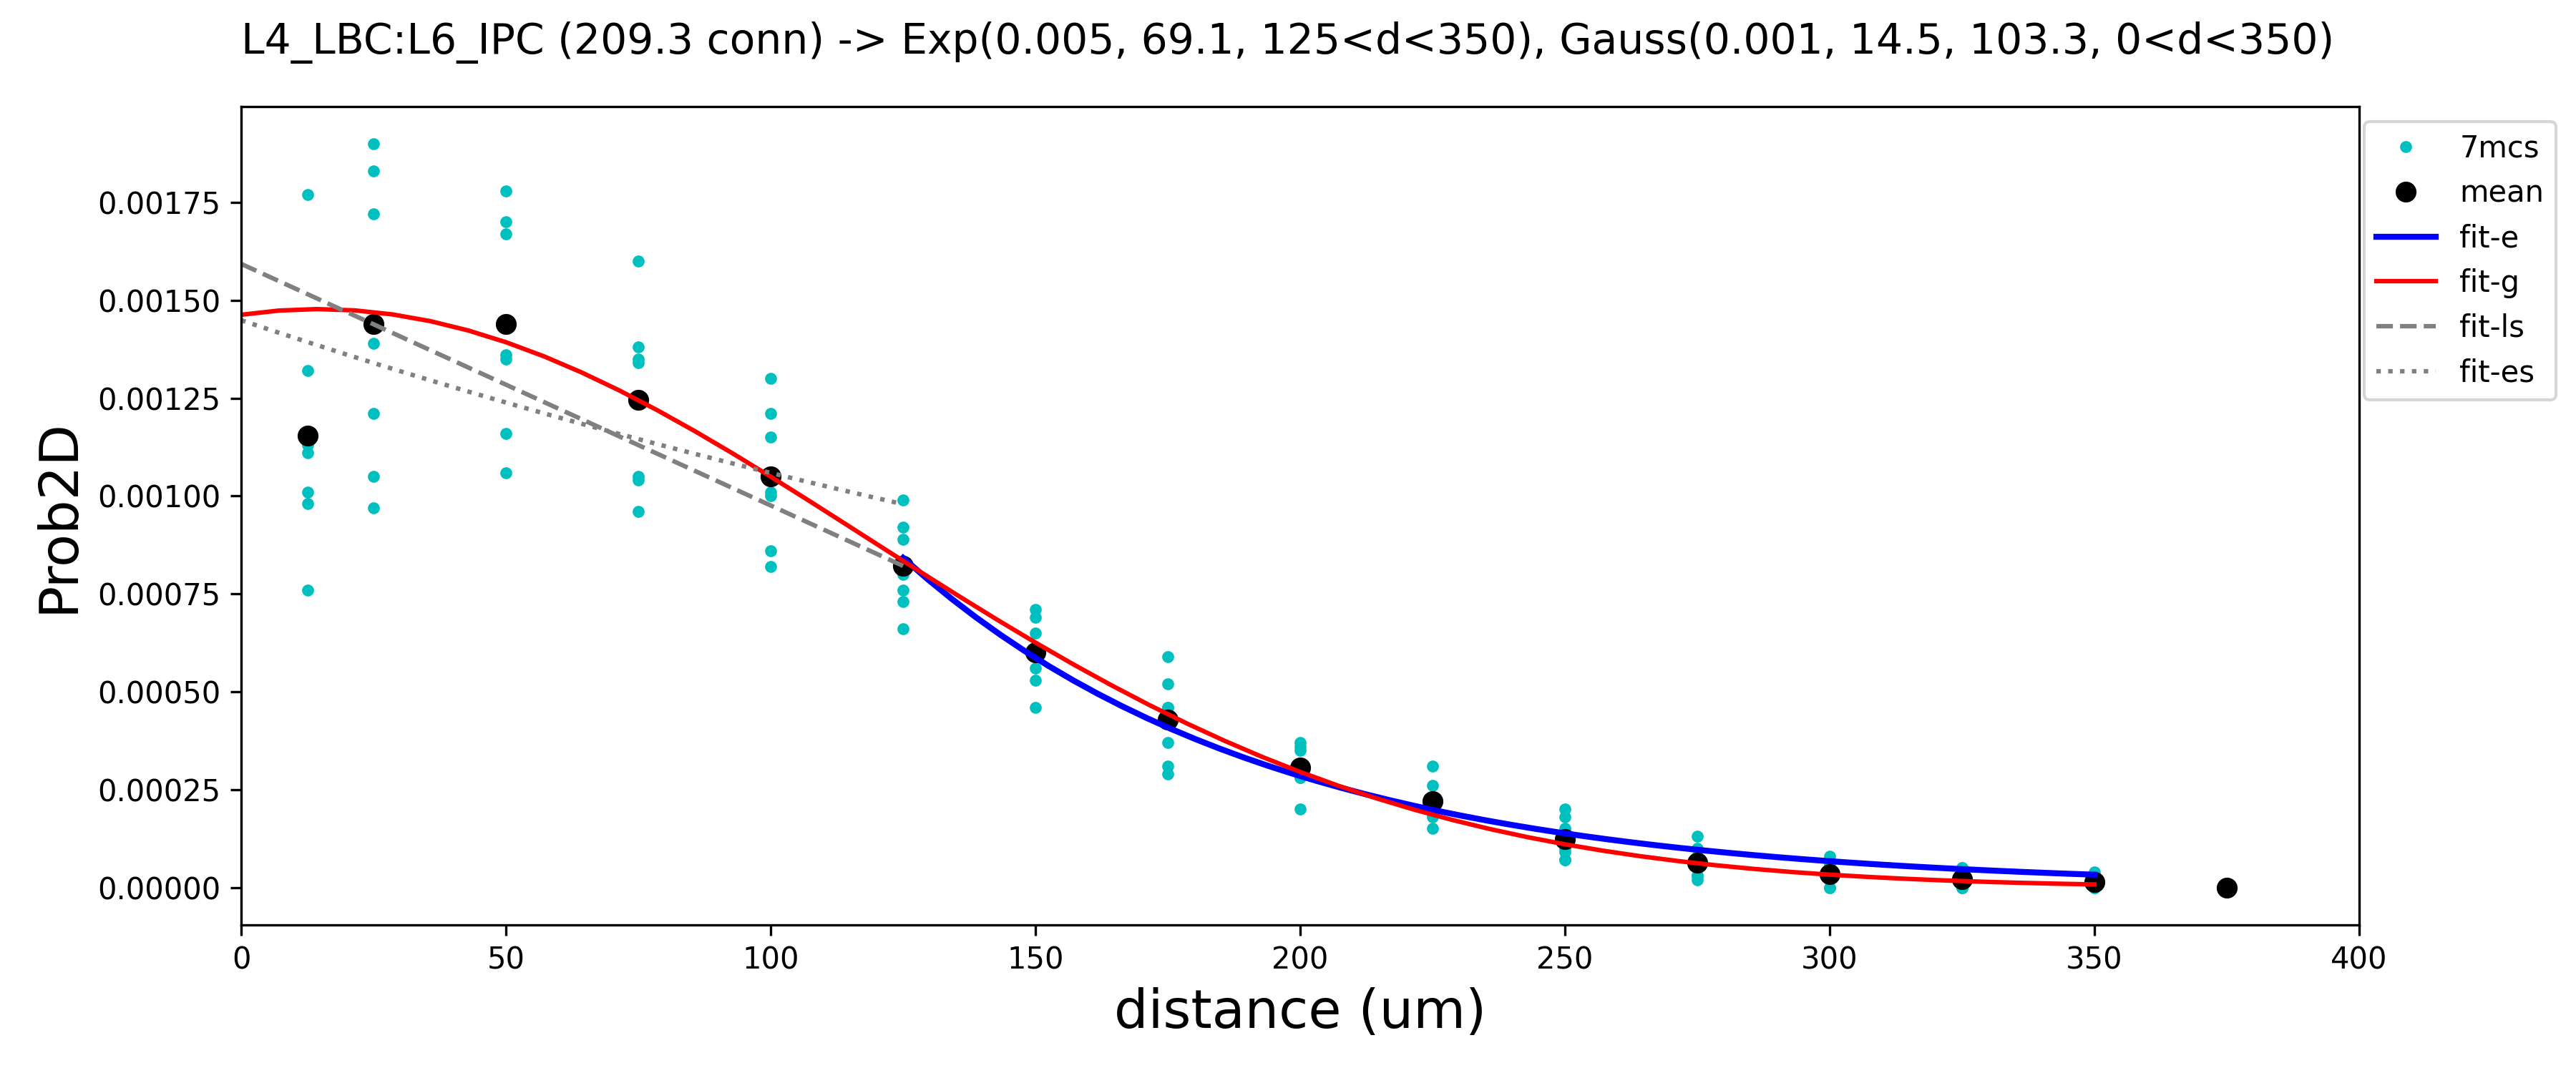 L4_LBC:L6_IPC (209.3 conn) -> Exp(0.005, 69.1, 125<d<350), Gauss(0.001, 14.5, 103.3, 0<d<350)
7mcs
mean
fit-e
fit-g
fit-ls
fit-es
Prob2D
0.00175
0.00150
0.00125
0.00100
0.00075
0.00050
0.00025
0.00000
0 50 100 150 200 250 300 350 400
distance (um)